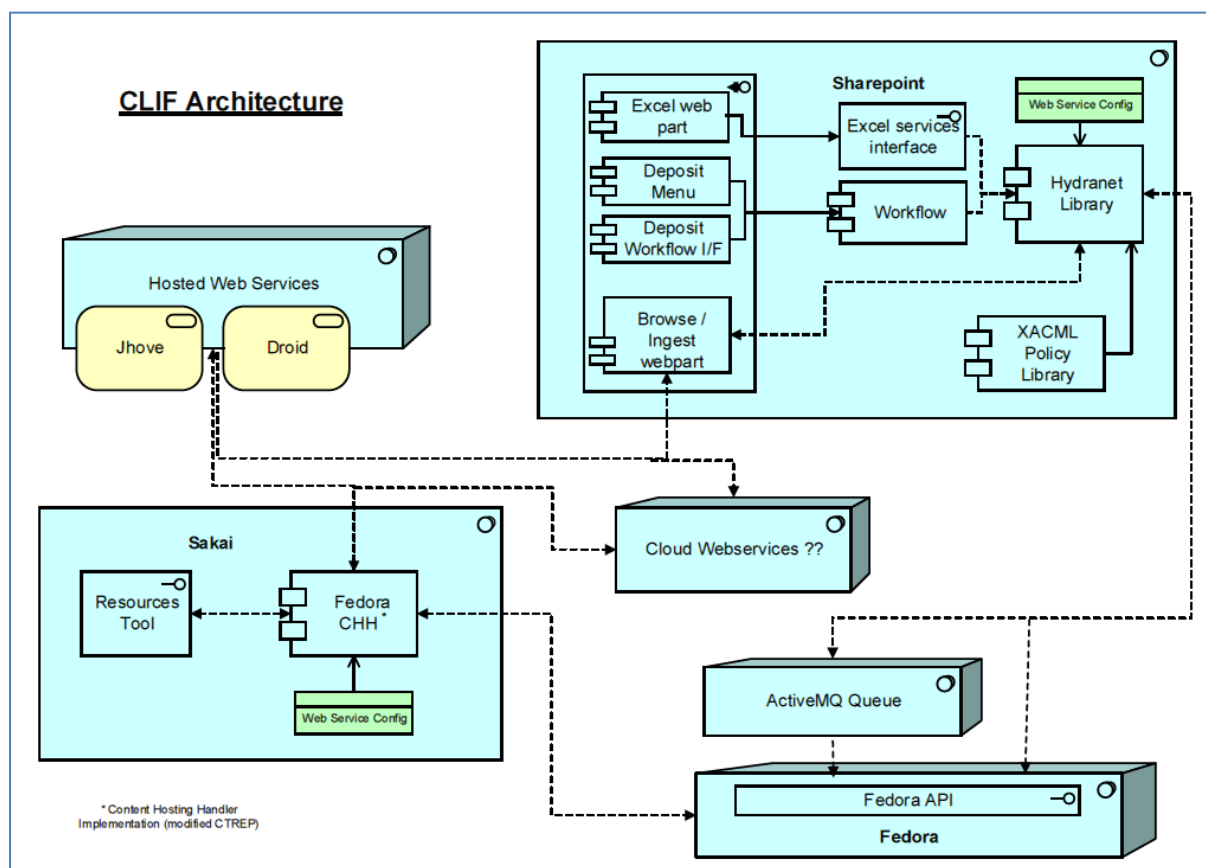 CLIF Architecture
Sharepoint
Excel web
part
Deposit
Menu
Deposit
Workflow I/F
Browse /
Ingest
webpart
Excel services
interface
Workflow
Web Service Config
Hydranet
Library
XACML
Policy
Library
Hosted Web Services
Jhove
Droid
Cloud Webservices ??
Sakai
Resources
Tool
Fedora
CHH *
Web Service Config
ActiveMQ Queue
Fedora API
Fedora
* Content Hosting Handler
Implementation (modified CTREP)